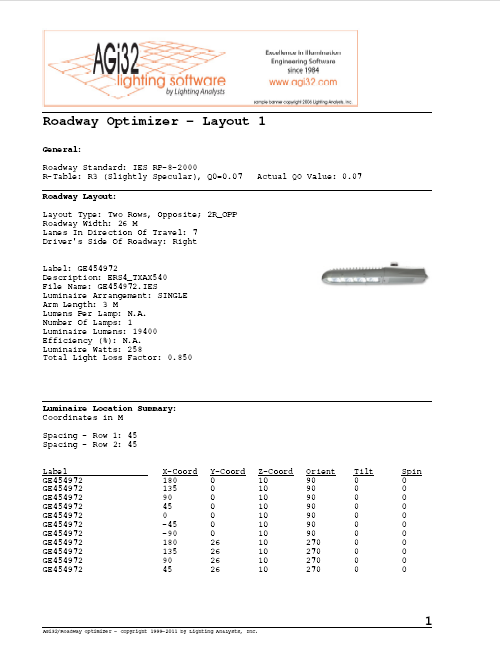 AGi32
lighting software
by Lighting Analysts
Excellence in Illumination
Engineering Software
since 1984
www.agi32.com
sample banner copyright 2006 Lighting Analysts, Inc.
Roadway Optimizer - Layout 1
General:
Roadway Standard: IES RP-8-2000
R-Table: R3 (Slightly Specular), Q0=0.07   Actual Q0 Value: 0.07
Roadway Layout:
Layout Type: Two Rows, Opposite; 2R_OPP
Roadway Width: 26 M
Lanes In Direction Of Travel: 7
Driver's Side Of Roadway: Right
Label: GE454972
Description: ERS4_TXAX540
File Name: GE454972.IES
Luminaire Arrangement: SINGLE
Arm Length: 3 M
Lumens Per Lamp: N.A.
Number Of Lamps: 1
Luminaire Lumens: 19400
Efficiency (%): N.A.
Luminaire Watts: 258
Total Light Loss Factor: 0.850
Luminaire Location Summary:
Coordinates in M
Spacing - Row 1: 45
Spacing - Row 2: 45
Label X-Coord Y-Coord Z-Coord Orient Tilt Spin
GE454972 180 0 10 90 0 0
GE454972 135 0 10 90 0 0
GE454972 90 0 10 90 0 0
GE454972 45 0 10 90 0 0
GE454972 0 0 10 90 0 0
GE454972 -45 0 10 90 0 0
GE454972 -90 0 10 90 0 0
GE454972 180 26 10 270 0 0
GE454972 135 26 10 270 0 0
GE454972 90 26 10 270 0 0
GE454972 45 26 10 270 0 0
1
AGi32/Roadway Optimizer - Copyright 1999-2011 by Lighting Analysts, Inc.